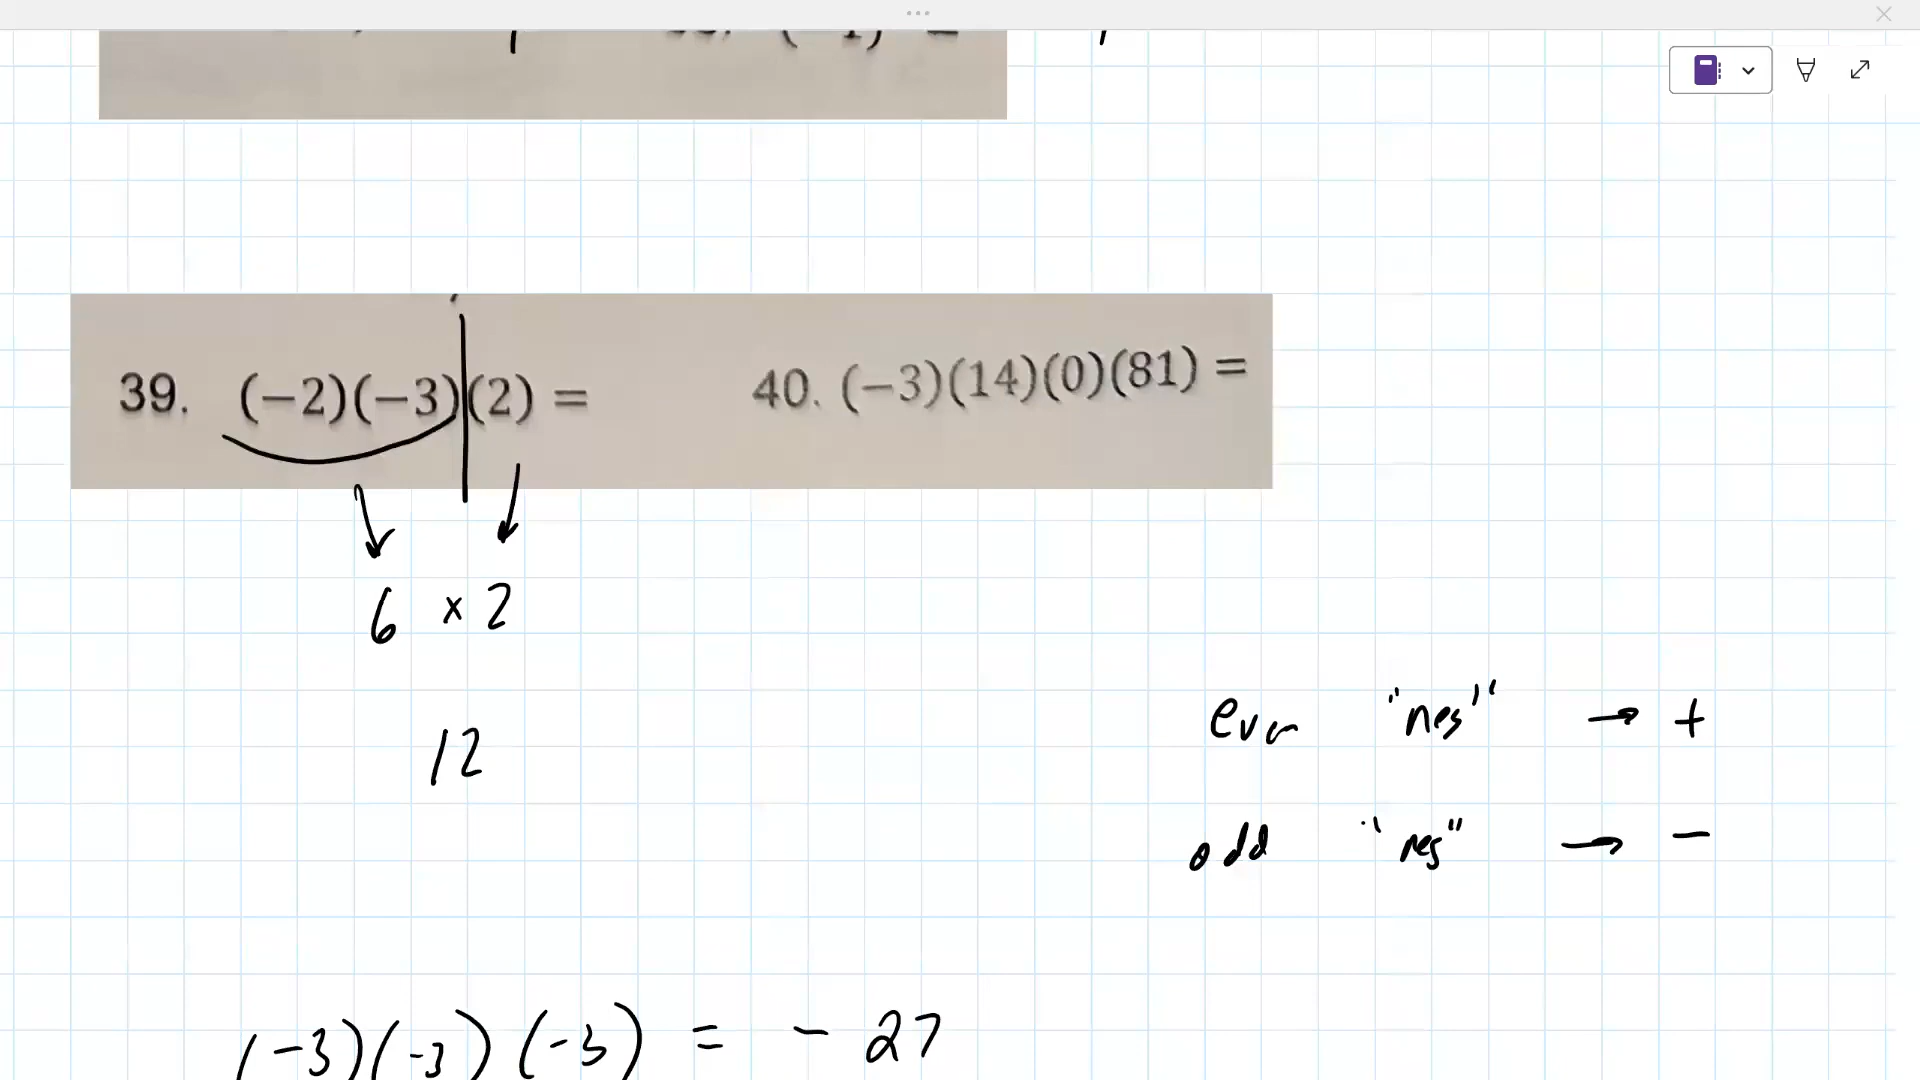 39. (−2)(−3)(2) =
40. (−3)(14)(0)(81) =
6 × 2
12
even "neg" → +
odd "neg" → −
(-3)(-3)(-3) = - 27